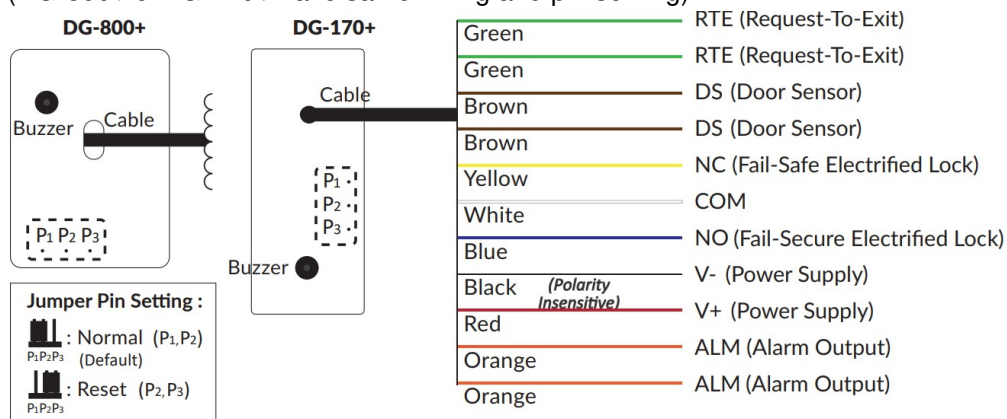 DG-800+
DG-170+
Buzzer
Cable
P1 P2 P3
Cable
P1
P2
P3
Buzzer
Jumper Pin Setting :
P1P2P3
: Normal (P1,P2)
(Default)
P1P2P3
: Reset (P2,P3)
Green RTE (Request-To-Exit)
Green RTE (Request-To-Exit)
Brown DS (Door Sensor)
Brown DS (Door Sensor)
Yellow NC (Fail-Safe Electrified Lock)
White COM
Blue NO (Fail-Secure Electrified Lock)
Black (Polarity Insensitive) V- (Power Supply)
Red V+ (Power Supply)
Orange ALM (Alarm Output)
Orange ALM (Alarm Output)